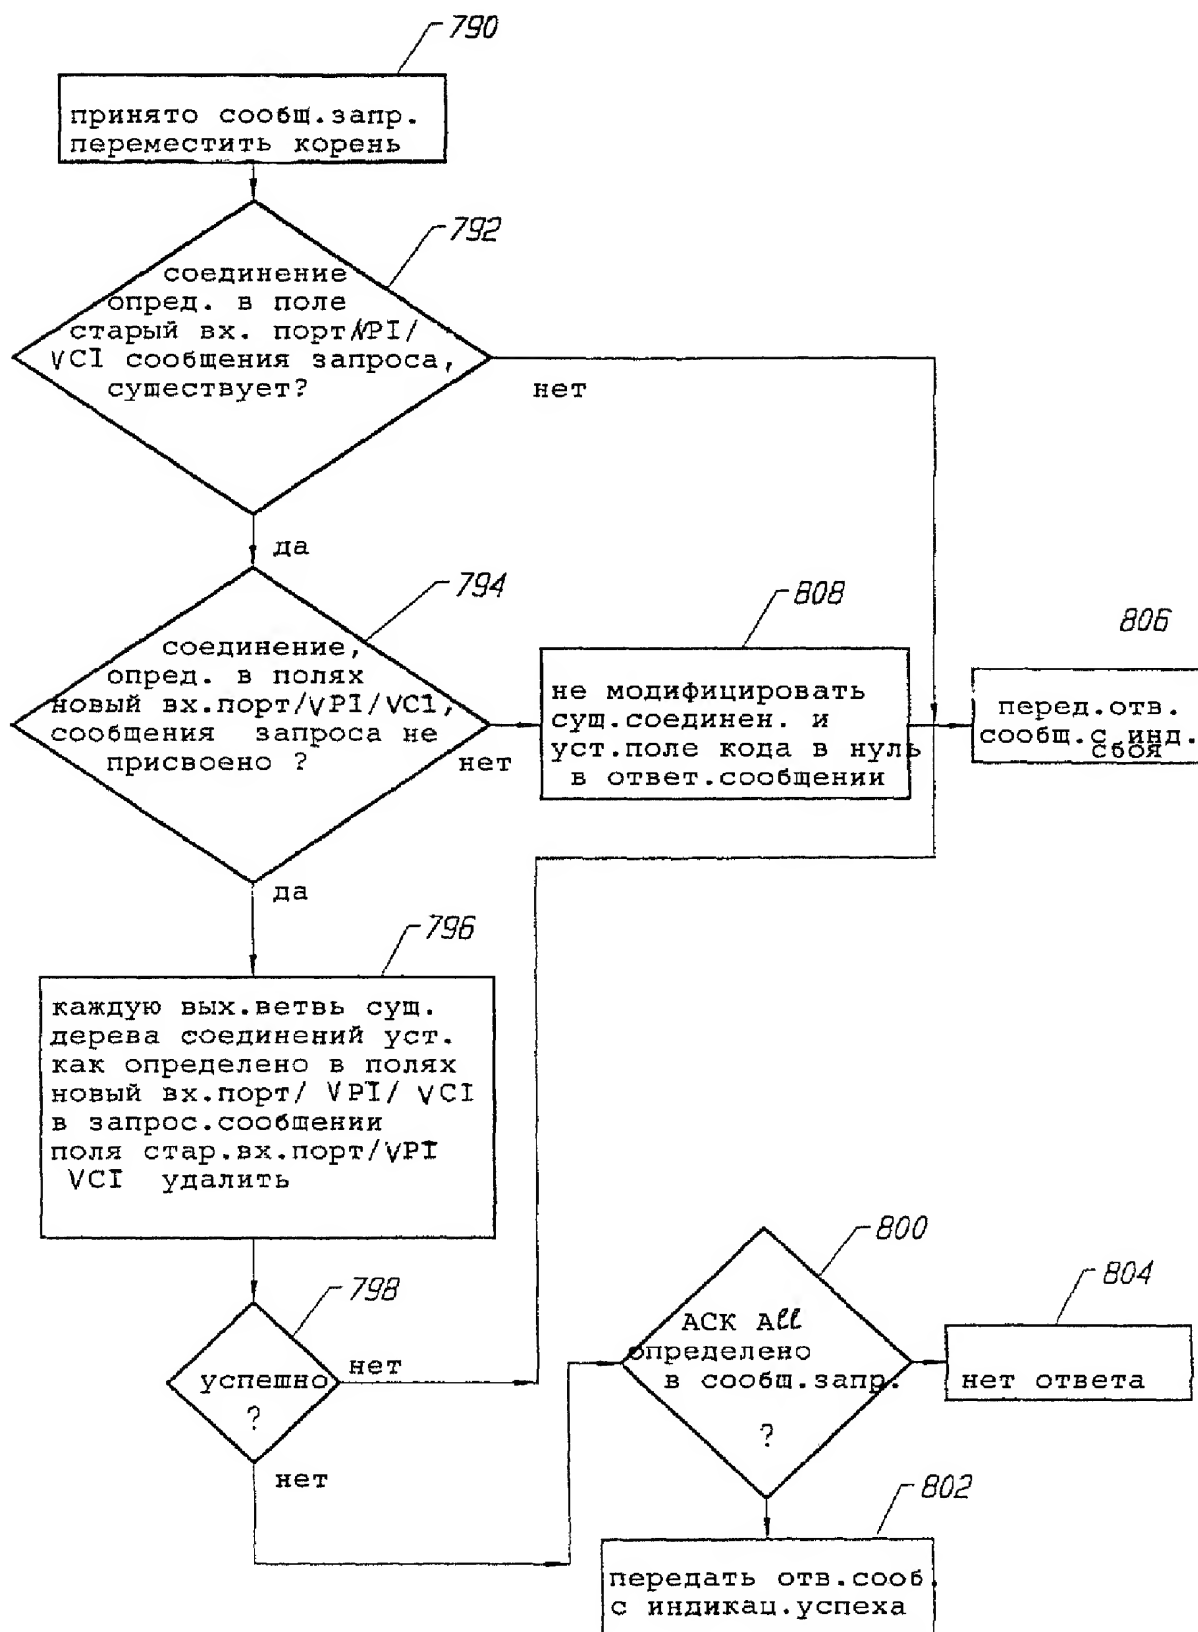 790
принято сообщ.запр.
переместить корень
792
соединение
опред. в поле
старый вх. порт/VPI/
VCI сообщения запроса,
существует?
нет
да
794
соединение,
опред. в полях
новый вх.порт/VPI/VCI,
сообщения запроса не
присвоено ?
нет
808
не модифицировать
сущ.соединен. и
уст.поле кода в нуль
в ответ.сообщении
806
перед.отв.
сообщ.с инд.
сбоя
да
796
каждую вых.ветвь сущ.
дерева соединений уст.
как определено в полях
новый вх.порт/ VPI/ VCI
в запрос.сообщении
поля стар.вх.порт/VPI
VCI удалить
798
успешно
?
нет
нет
800
ACK All
определено
в сообщ.запр.
?
804
нет ответа
802
передать отв.сооб.
с индикац.успеха